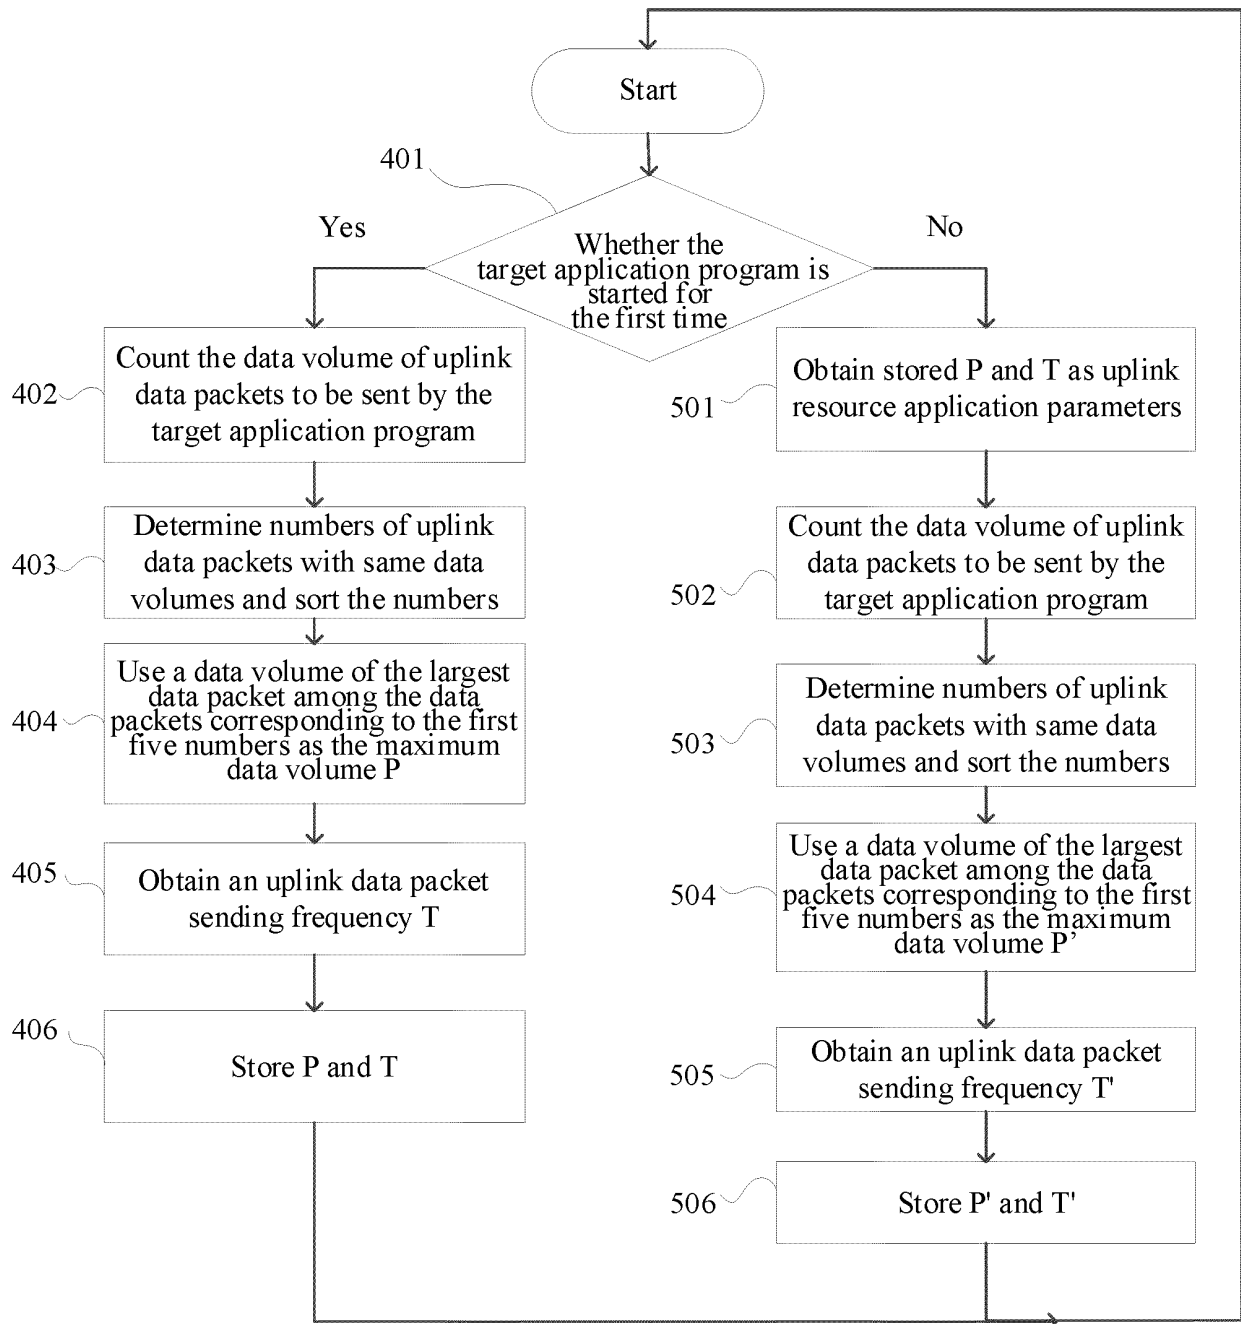 Start
401
Yes
No
Whether the
target application program is
started for
the first time
402
Count the data volume of uplink
data packets to be sent by the
target application program
403
Determine numbers of uplink
data packets with same data
volumes and sort the numbers
404
Use a data volume of the largest
data packet among the data
packets corresponding to the first
five numbers as the maximum
data volume P
405
Obtain an uplink data packet
sending frequency T
406
Store P and T
501
Obtain stored P and T as uplink
resource application parameters
502
Count the data volume of uplink
data packets to be sent by the
target application program
503
Determine numbers of uplink
data packets with same data
volumes and sort the numbers
504
Use a data volume of the largest
data packet among the data
packets corresponding to the first
five numbers as the maximum
data volume P’
505
Obtain an uplink data packet
sending frequency T'
506
Store P' and T'